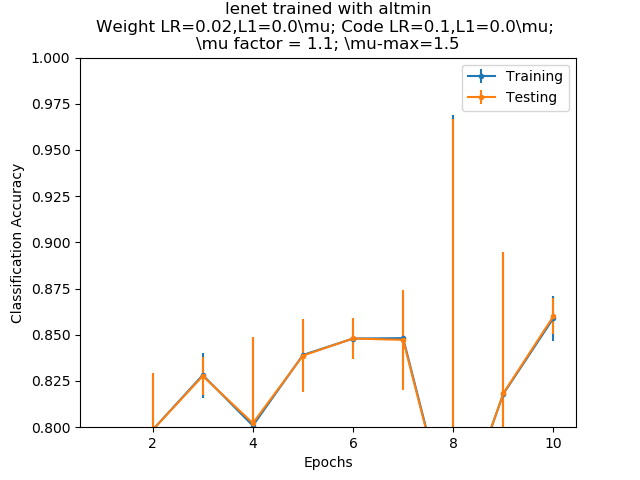 lenet trained with altmin
Weight LR=0.02,L1=0.0\mu; Code LR=0.1,L1=0.0\mu;
\mu factor = 1.1; \mu-max=1.5
1.000
0.975
0.950
0.925
0.900
0.875
0.850
0.825
0.800
Classification Accuracy
Training
Testing
2 4 6 8 10
Epochs